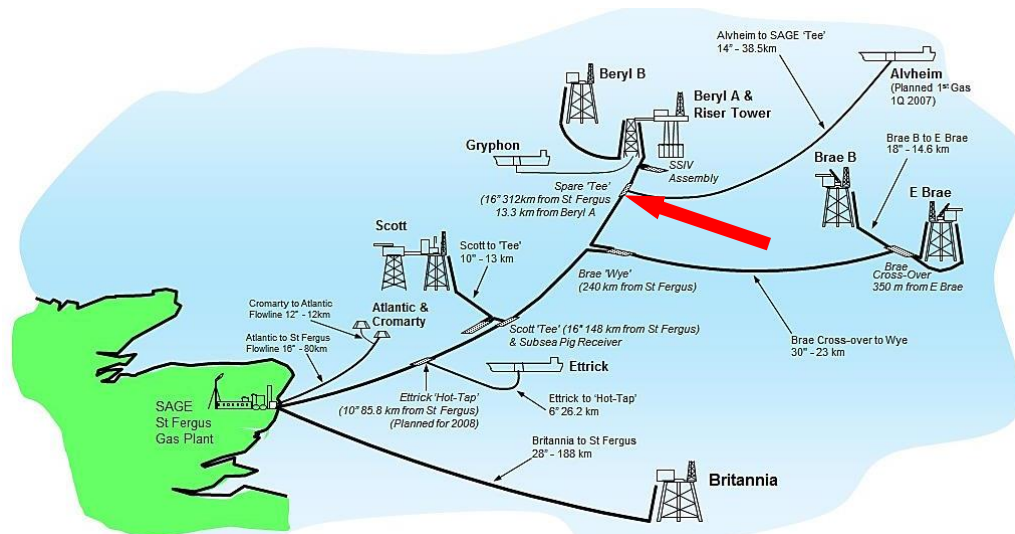 Alvheim to SAGE 'Tee'
14" - 38.5km
Alvheim
(Planned 1st Gas
1Q 2007)
Beryl B
Beryl A &
Riser Tower
Brae B to E Brae
18" - 14.6 km
Gryphon
SSIV
Assembly
Brae B
E Brae
Spare 'Tee'
(16" 312km from St Fergus
13.3 km from Beryl A
Scott
Scott to 'Tee'
10" - 13 km
Brae
Cross-Over
350 m from E Brae
Brae 'Wye'
(240 km from St Fergus)
Cromarty to Atlantic
Flowline 12" - 12km
Atlantic &
Cromarty
Atlantic to St Fergus
Flowline 16" - 80km
Scott 'Tee' (16" 148 km from St Fergus)
& Subsea Pig Receiver
Brae Cross-over to Wye
30" - 23 km
Ettrick
SAGE
St Fergus
Gas Plant
Ettrick 'Hot-Tap'
(10" 85.8 km from St Fergus)
(Planned for 2008)
Ettrick to 'Hot-Tap'
6" 26.2 km
Britannia to St Fergus
28" - 188 km
Britannia